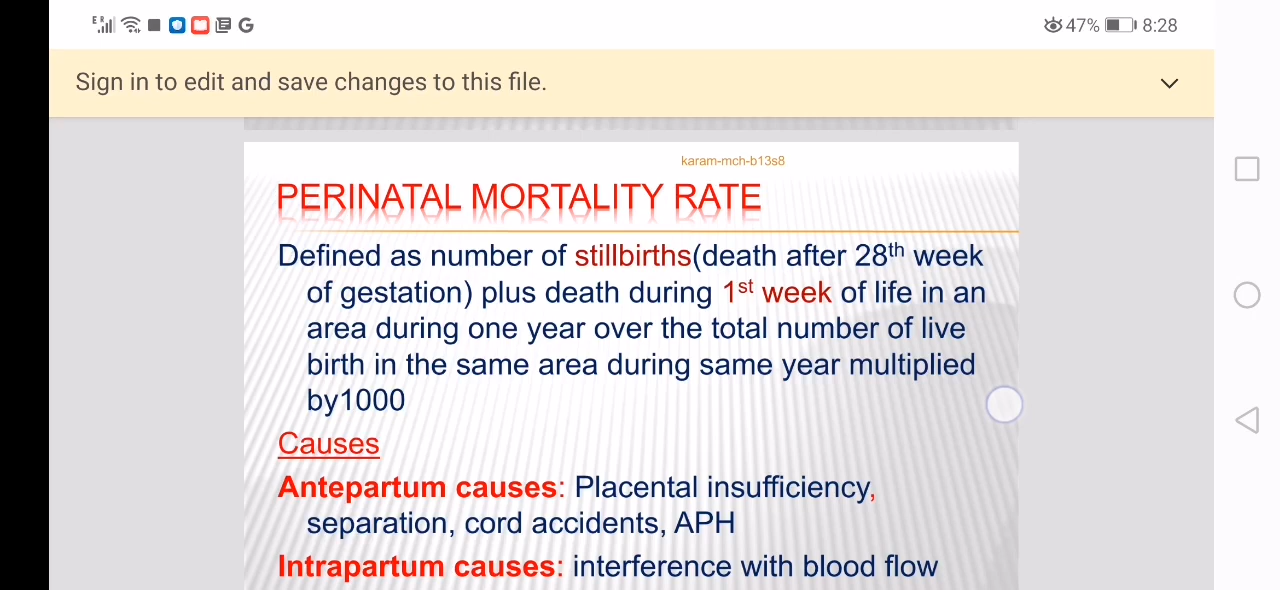 47% 8:28
Sign in to edit and save changes to this file.
karam-mch-b13s8
PERINATAL MORTALITY RATE
Defined as number of stillbirths(death after 28th week
of gestation) plus death during 1st week of life in an
area during one year over the total number of live
birth in the same area during same year multiplied
by1000
Causes
Antepartum causes: Placental insufficiency,
separation, cord accidents, APH
Intrapartum causes: interference with blood flow